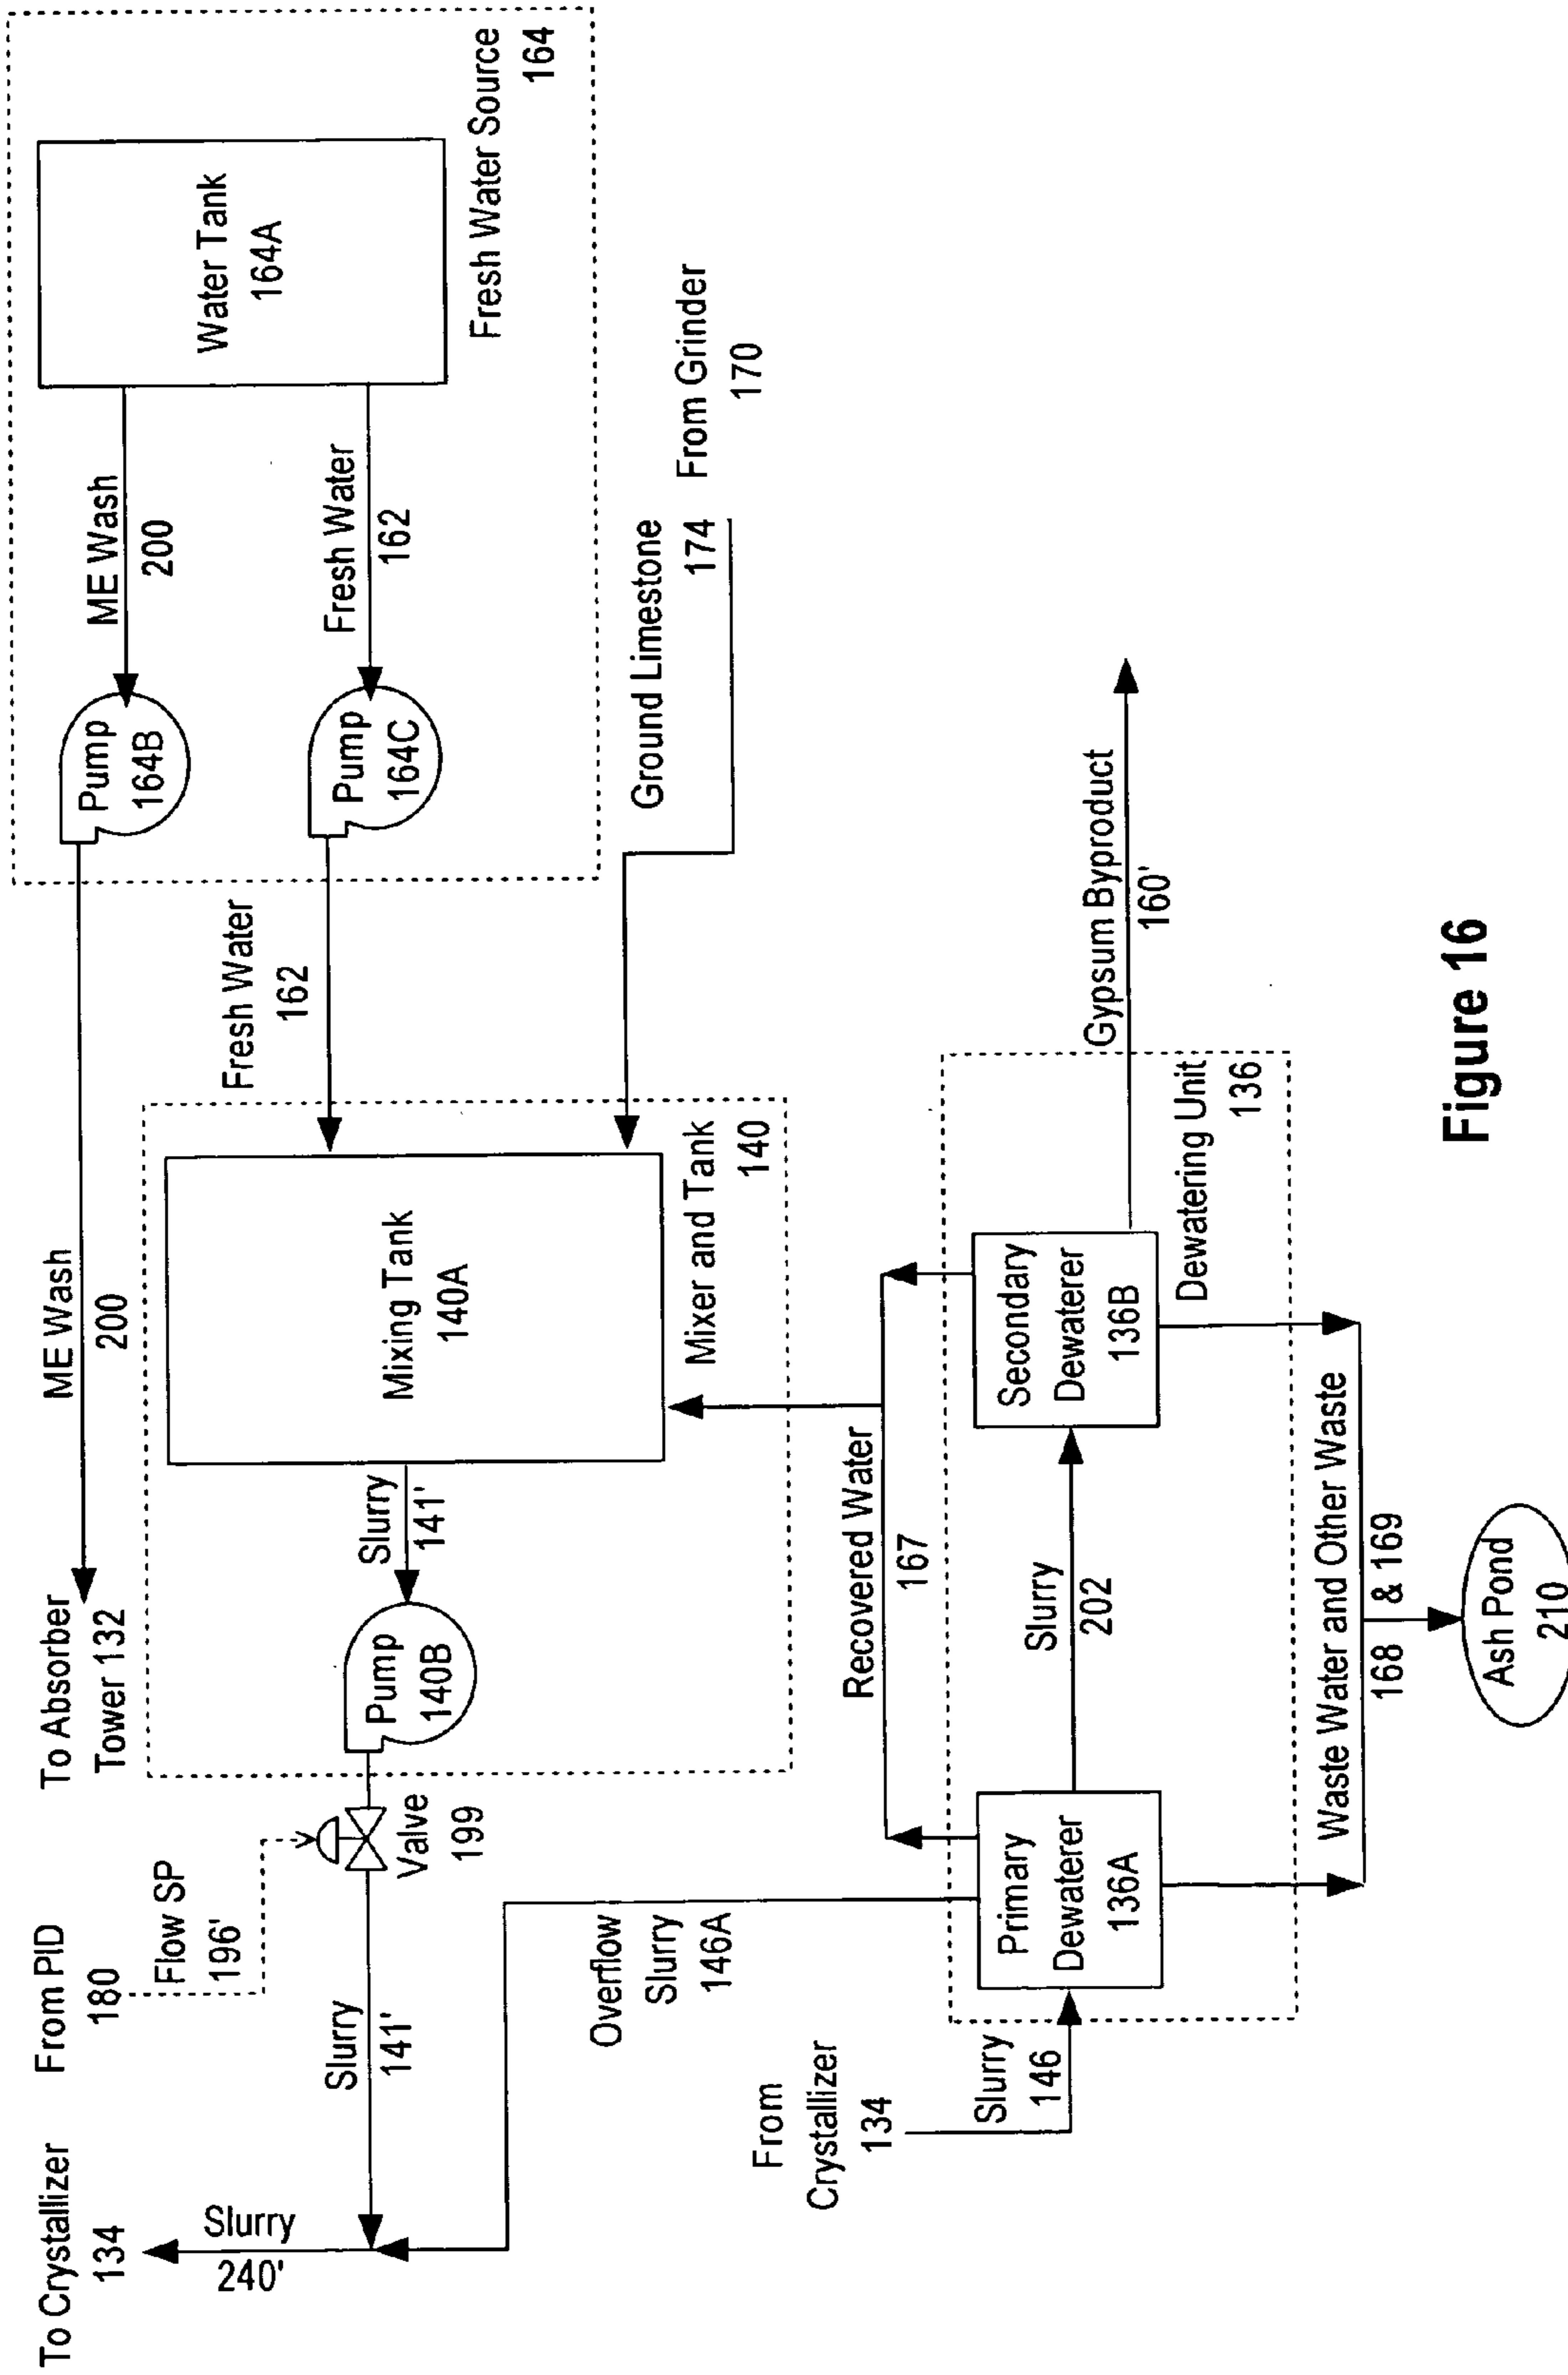 To Crystallizer
134
Slurry
240'
From PID
180
Flow SP
196'
Slurry
141'
Valve
199
To Absorber
Tower 132
ME Wash
200
Pump
140B
Slurry
141'
Mixing Tank
140A
Mixer and Tank
140
Fresh Water
162
Pump
164B
ME Wash
200
Pump
164C
Fresh Water
162
Water Tank
164A
Fresh Water Source
164
Ground Limestone
174
From Grinder
170
Overflow
Slurry
146A
From
Crystallizer
134
Slurry
146
Primary
Dewaterer
136A
Recovered Water
167
Slurry
202
Secondary
Dewaterer
136B
Dewatering Unit
136
Gypsum Byproduct
160'
Waste Water and Other Waste
168 & 169
Ash Pond
210
Figure 16